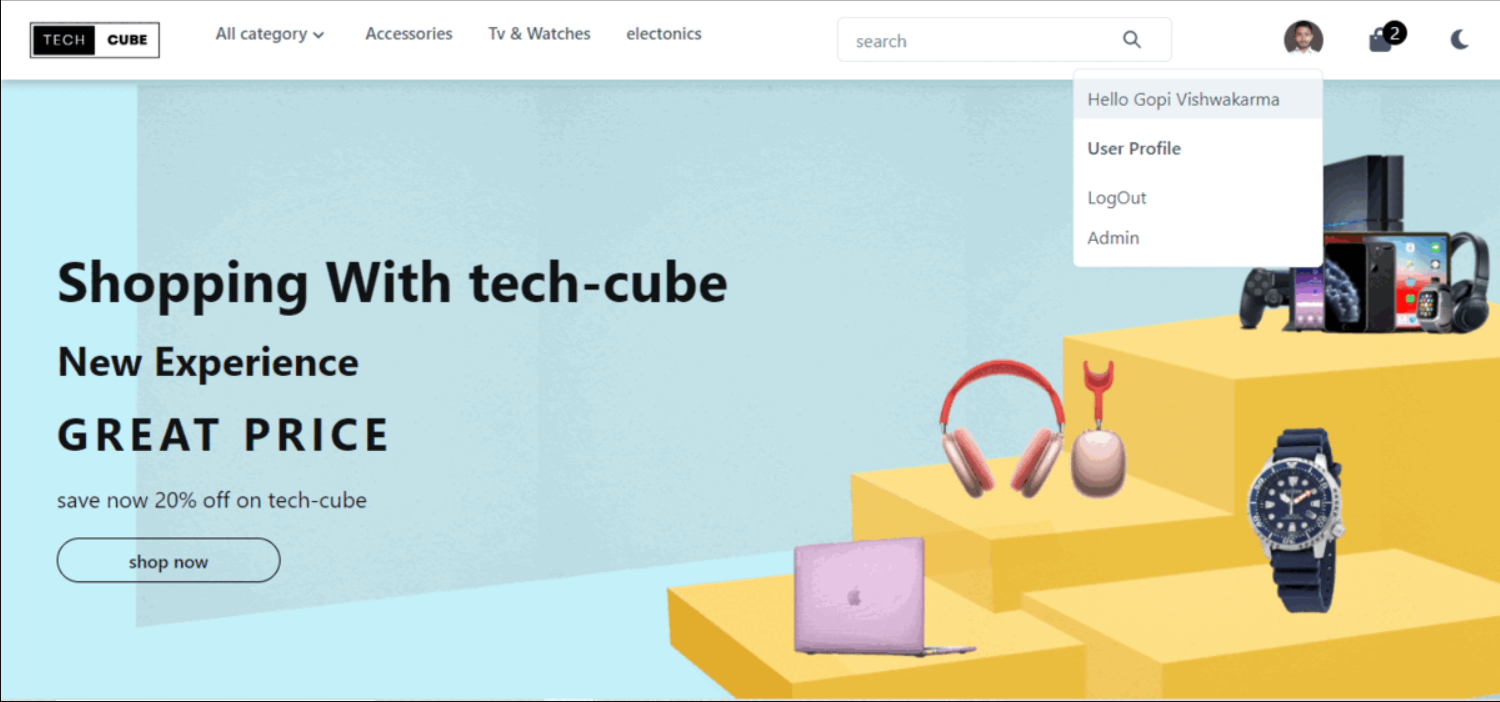 TECH CUBE
All category
Accessories
Tv & Watches
electonics
search
2
Hello Gopi Vishwakarma
User Profile
LogOut
Admin
Shopping With tech-cube
New Experience
GREAT PRICE
save now 20% off on tech-cube
shop now